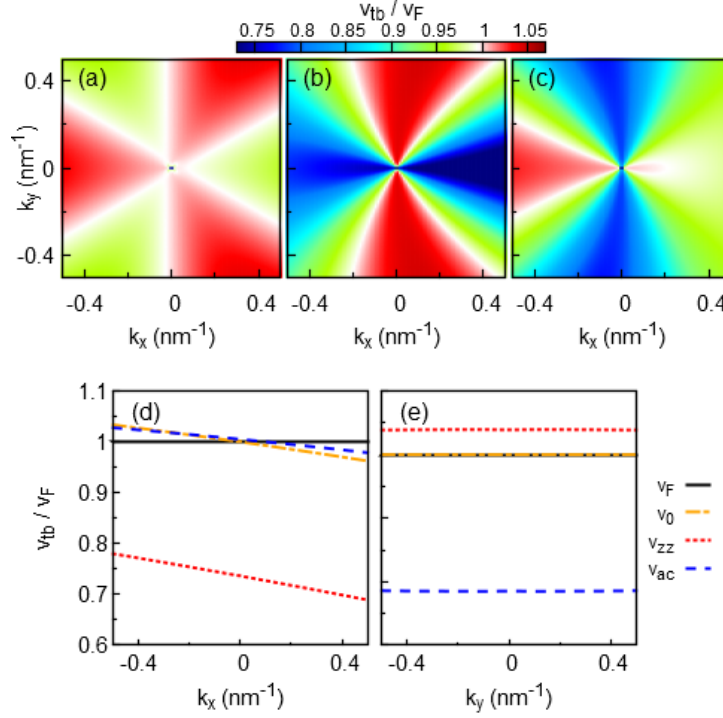 v_tb / v_F
0.75 0.8 0.85 0.9 0.95 1 1.05
(a) (b) (c)
0.4
0
-0.4
k_y (nm⁻¹)
-0.4 0 0.4 -0.4 0 0.4 -0.4 0 0.4
k_x (nm⁻¹) k_x (nm⁻¹) k_x (nm⁻¹)
(d) (e)
1.1
1
0.9
0.8
0.7
0.6
v_tb / v_F
v_F
v_0
v_zz
v_ac
-0.4 0 0.4 -0.4 0 0.4
k_x (nm⁻¹) k_y (nm⁻¹)